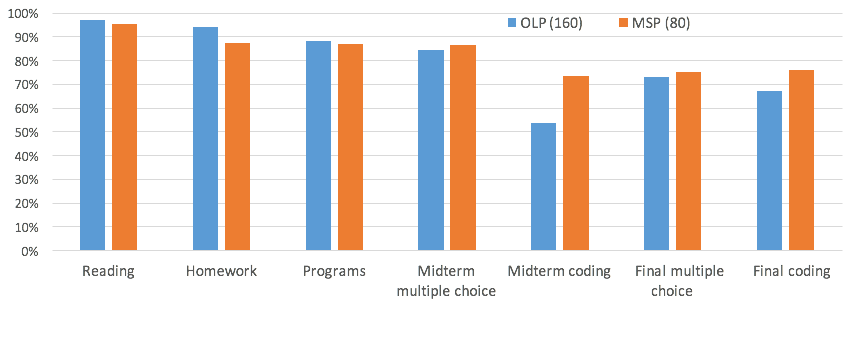 100%
90%
80%
70%
60%
50%
40%
30%
20%
10%
0%
OLP (160) MSP (80)
Reading
Homework
Programs
Midterm
multiple choice
Midterm coding
Final multiple
choice
Final coding